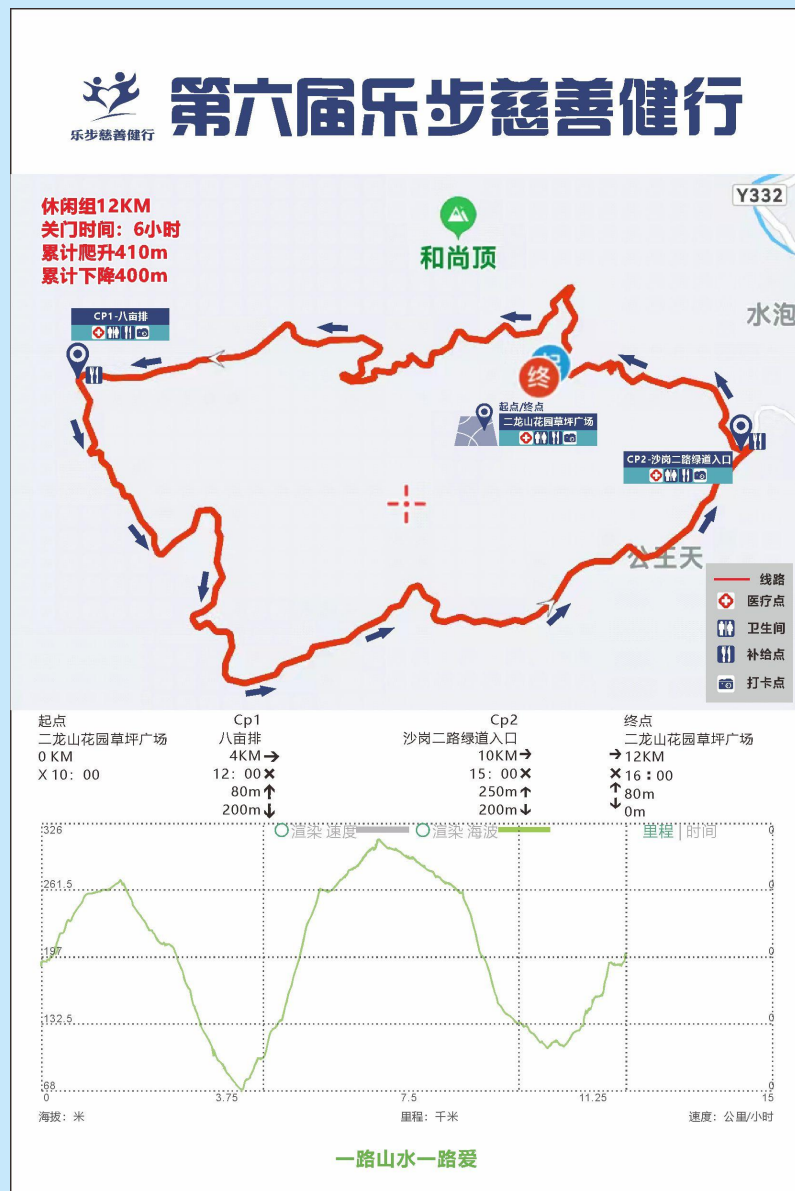 乐步慈善健行
第六届乐步慈善健行
休闲组12KM
关门时间：6小时
累计爬升410m
累计下降400m
Y332
和尚顶
水泡
CP1-八亩排
终
起点/终点
二龙山花园草坪广场
CP2-沙岗二路绿道入口
公王天
线路
医疗点
卫生间
补给点
打卡点
起点
二龙山花园草坪广场
0 KM
X 10：00
Cp1
八亩排
4KM→
12：00×
80m↑
200m↓
Cp2
沙岗二路绿道入口
10KM→
15：00×
250m↑
200m↓
终点
二龙山花园草坪广场
→12KM
×16：00
↑80m
↓0m
渲染 速度
渲染 海波
里程 | 时间
326
0
261.5
0
197
0
132.5
0
68
0
0
3.75
7.5
11.25
15
海拔：米
里程：千米
速度：公里/小时
一路山水一路爱